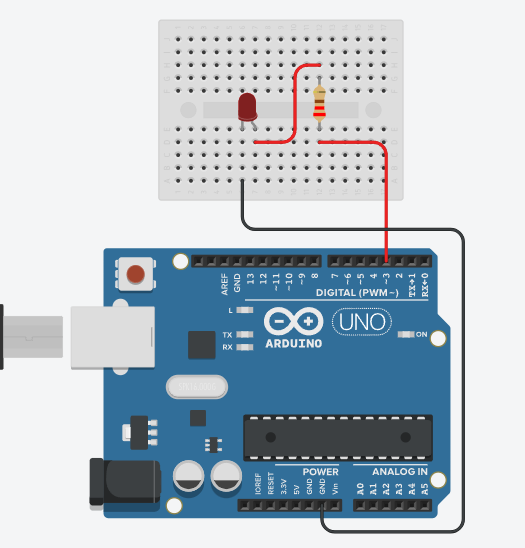 AREF
GND
13
12
~11
~10
~9
8
7
~6
~5
4
~3
2
TX→1
RX←0
DIGITAL (PWM~)
L
TX
RX
ARDUINO
UNO
ON
IOREF
RESET
3.3V
5V
GND
GND
Vin
POWER
ANALOG IN
A0
A1
A2
A3
A4
A5